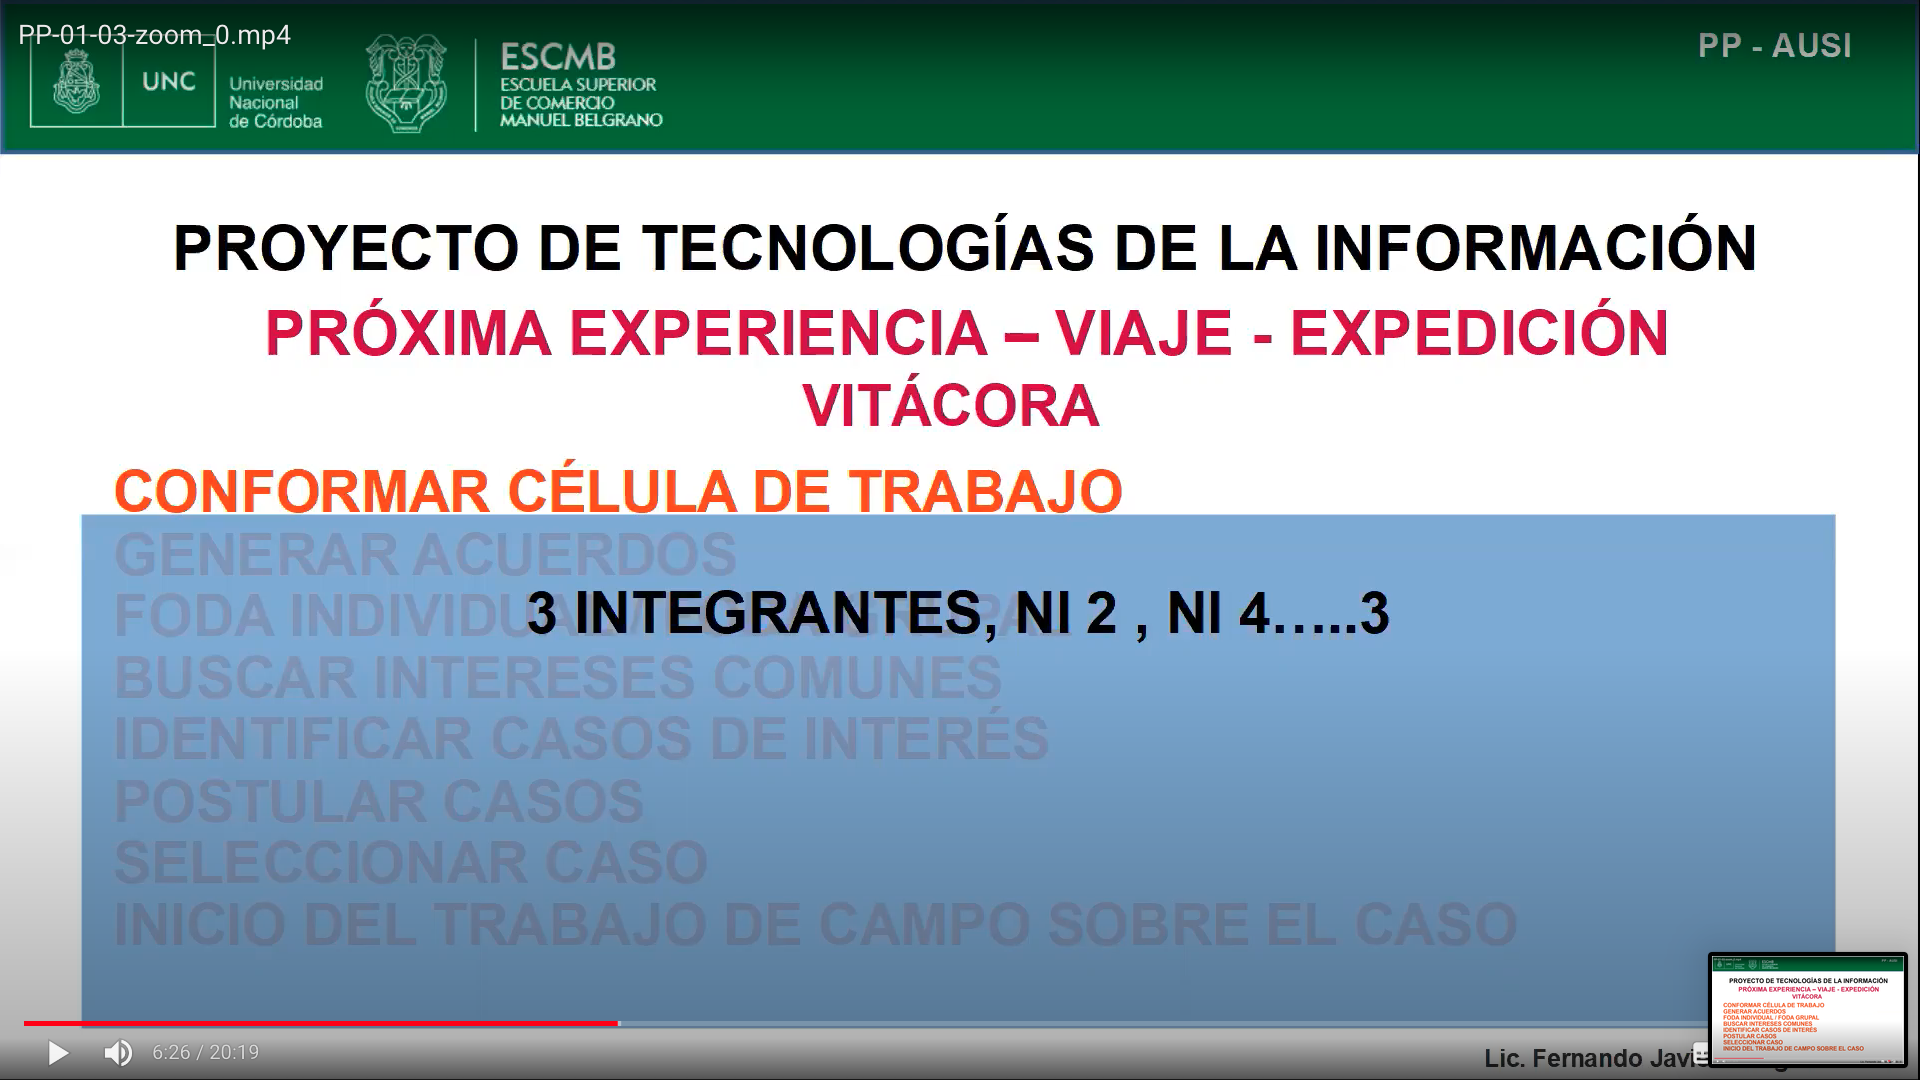 PP-01-03-zoom_0.mp4
PP - AUSI
UNC
Universidad
Nacional
de Córdoba
ESCMB
ESCUELA SUPERIOR
DE COMERCIO
MANUEL BELGRANO
PROYECTO DE TECNOLOGÍAS DE LA INFORMACIÓN
PRÓXIMA EXPERIENCIA – VIAJE - EXPEDICIÓN
VITÁCORA
CONFORMAR CÉLULA DE TRABAJO
GENERAR ACUERDOS
FODA INDIVIDUAL / FODA GRUPAL
3 INTEGRANTES, NI 2 , NI 4…..3
BUSCAR INTERESES COMUNES
IDENTIFICAR CASOS DE INTERÉS
POSTULAR CASOS
SELECCIONAR CASO
INICIO DEL TRABAJO DE CAMPO SOBRE EL CASO
6:26 / 20:19
Lic. Fernando
PROYECTO DE TECNOLOGÍAS DE LA INFORMACIÓN
PRÓXIMA EXPERIENCIA – VIAJE - EXPEDICIÓN
VITÁCORA
CONFORMAR CÉLULA DE TRABAJO
GENERAR ACUERDOS
FODA INDIVIDUAL / FODA GRUPAL
BUSCAR INTERESES COMUNES
IDENTIFICAR CASOS DE INTERÉS
POSTULAR CASOS
SELECCIONAR CASO
INICIO DEL TRABAJO DE CAMPO SOBRE EL CASO